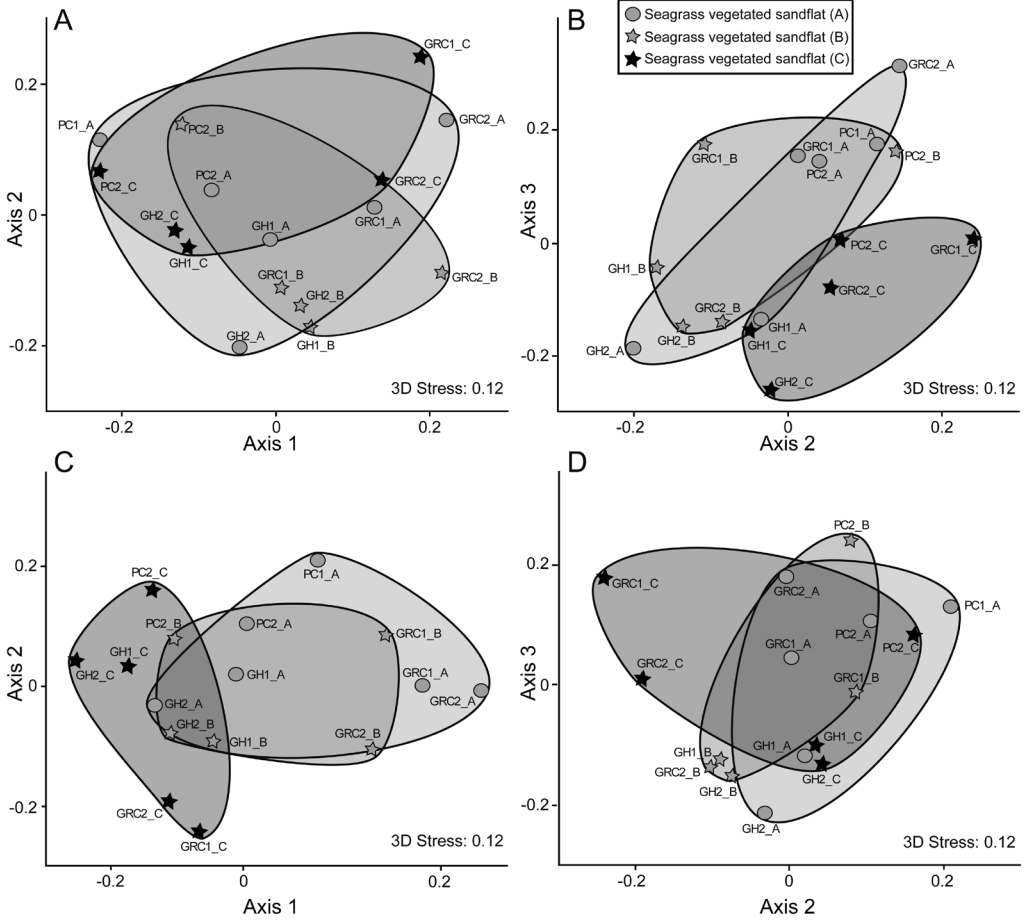 A
B
Seagrass vegetated sandflat (A)
Seagrass vegetated sandflat (B)
Seagrass vegetated sandflat (C)
Axis 2
0.2
0
-0.2
GRC1_C
PC1_A
PC2_B
GRC2_A
PC2_C
PC2_A
GRC2_C
GH2_C
GH1_A
GRC1_A
GH1_C
GRC1_B
GRC2_B
GH2_B
GH2_A
GH1_B
3D Stress: 0.12
-0.2
0
0.2
Axis 1
Axis 3
0.2
0
-0.2
GRC2_A
PC1_A
GRC1_B
GRC1_A
PC2_B
PC2_A
PC2_C
GRC1_C
GH1_B
GRC2_C
GRC2_B
GH1_A
GH2_A
GH2_B
GH1_C
GH2_C
3D Stress: 0.12
-0.2
0
0.2
Axis 2
C
Axis 2
0.2
0
-0.2
PC2_C
PC1_A
PC2_B
PC2_A
GRC1_B
GH1_C
GH2_C
GH1_A
GRC1_A
GRC2_A
GH2_A
GH2_B
GH1_B
GRC2_B
GRC2_C
GRC1_C
3D Stress: 0.12
-0.2
0
0.2
Axis 1
D
Axis 3
0.2
0
-0.2
PC2_B
GRC1_C
GRC2_A
PC1_A
PC2_A
GRC1_A
PC2_C
GRC2_C
GRC1_B
GH1_A
GH1_C
GH1_B
GRC2_B
GH2_C
GH2_B
GH2_A
3D Stress: 0.12
-0.2
0
0.2
Axis 2